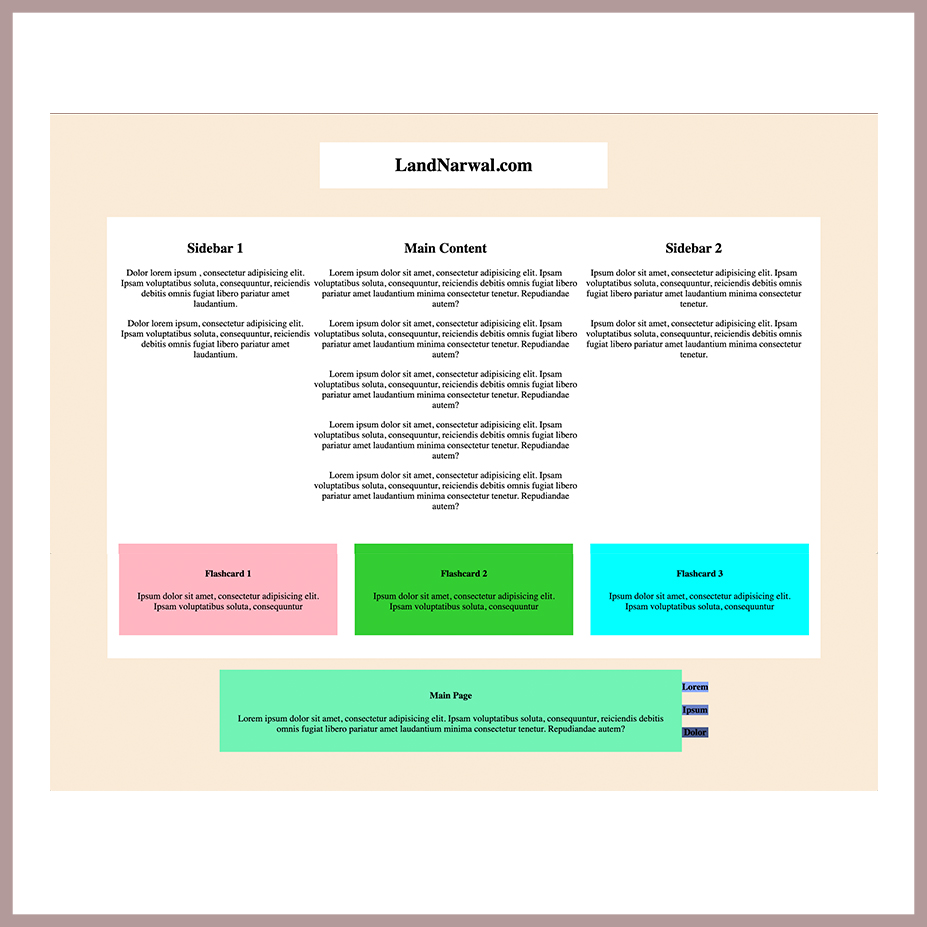 LandNarwal.com
Sidebar 1
Dolor lorem ipsum , consectetur adipisicing elit.
Ipsam voluptatibus soluta, consequuntur, reiciendis
debitis omnis fugiat libero pariatur amet
laudantium.
Dolor lorem ipsum, consectetur adipisicing elit.
Ipsam voluptatibus soluta, consequuntur, reiciendis
debitis omnis fugiat libero pariatur amet
laudantium.
Main Content
Lorem ipsum dolor sit amet, consectetur adipisicing elit. Ipsam
voluptatibus soluta, consequuntur, reiciendis debitis omnis fugiat libero
pariatur amet laudantium minima consectetur tenetur. Repudiandae
autem?
Lorem ipsum dolor sit amet, consectetur adipisicing elit. Ipsam
voluptatibus soluta, consequuntur, reiciendis debitis omnis fugiat libero
pariatur amet laudantium minima consectetur tenetur. Repudiandae
autem?
Lorem ipsum dolor sit amet, consectetur adipisicing elit. Ipsam
voluptatibus soluta, consequuntur, reiciendis debitis omnis fugiat libero
pariatur amet laudantium minima consectetur tenetur. Repudiandae
autem?
Lorem ipsum dolor sit amet, consectetur adipisicing elit. Ipsam
voluptatibus soluta, consequuntur, reiciendis debitis omnis fugiat libero
pariatur amet laudantium minima consectetur tenetur. Repudiandae
autem?
Lorem ipsum dolor sit amet, consectetur adipisicing elit. Ipsam
voluptatibus soluta, consequuntur, reiciendis debitis omnis fugiat libero
pariatur amet laudantium minima consectetur tenetur. Repudiandae
autem?
Sidebar 2
Ipsum dolor sit amet, consectetur adipisicing elit. Ipsam
voluptatibus soluta, consequuntur, reiciendis debitis omnis
fugiat libero pariatur amet laudantium minima consectetur
tenetur.
Ipsum dolor sit amet, consectetur adipisicing elit. Ipsam
voluptatibus soluta, consequuntur, reiciendis debitis omnis
fugiat libero pariatur amet laudantium minima consectetur
tenetur.
Flashcard 1
Ipsum dolor sit amet, consectetur adipisicing elit.
Ipsam voluptatibus soluta, consequuntur
Flashcard 2
Ipsum dolor sit amet, consectetur adipisicing elit.
Ipsam voluptatibus soluta, consequuntur
Flashcard 3
Ipsum dolor sit amet, consectetur adipisicing elit.
Ipsam voluptatibus soluta, consequuntur
Main Page
Lorem ipsum dolor sit amet, consectetur adipisicing elit. Ipsam voluptatibus soluta, consequuntur, reiciendis debitis
omnis fugiat libero pariatur amet laudantium minima consectetur tenetur. Repudiandae autem?
Lorem
Ipsum
Dolor